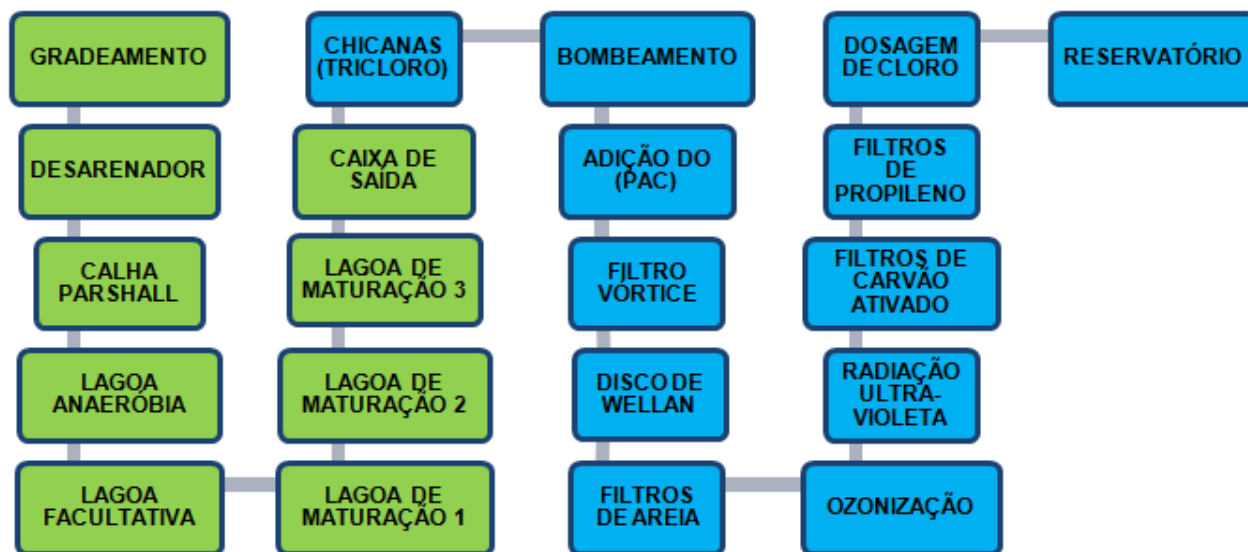 GRADEAMENTO
DESARENADOR
CALHA
PARSHALL
LAGOA
ANAERÓBIA
LAGOA
FACULTATIVA
LAGOA DE
MATURAÇÃO 1
LAGOA DE
MATURAÇÃO 2
LAGOA DE
MATURAÇÃO 3
CAIXA DE
SAÍDA
CHICANAS
(TRICLORO)
BOMBEAMENTO
ADIÇÃO DO
(PAC)
FILTRO
VÓRTICE
DISCO DE
WELLAN
FILTROS
DE AREIA
OZONIZAÇÃO
RADIAÇÃO
ULTRA-
VIOLETA
FILTROS DE
CARVÃO
ATIVADO
FILTROS
DE
PROPILENO
DOSAGEM
DE CLORO
RESERVATÓRIO